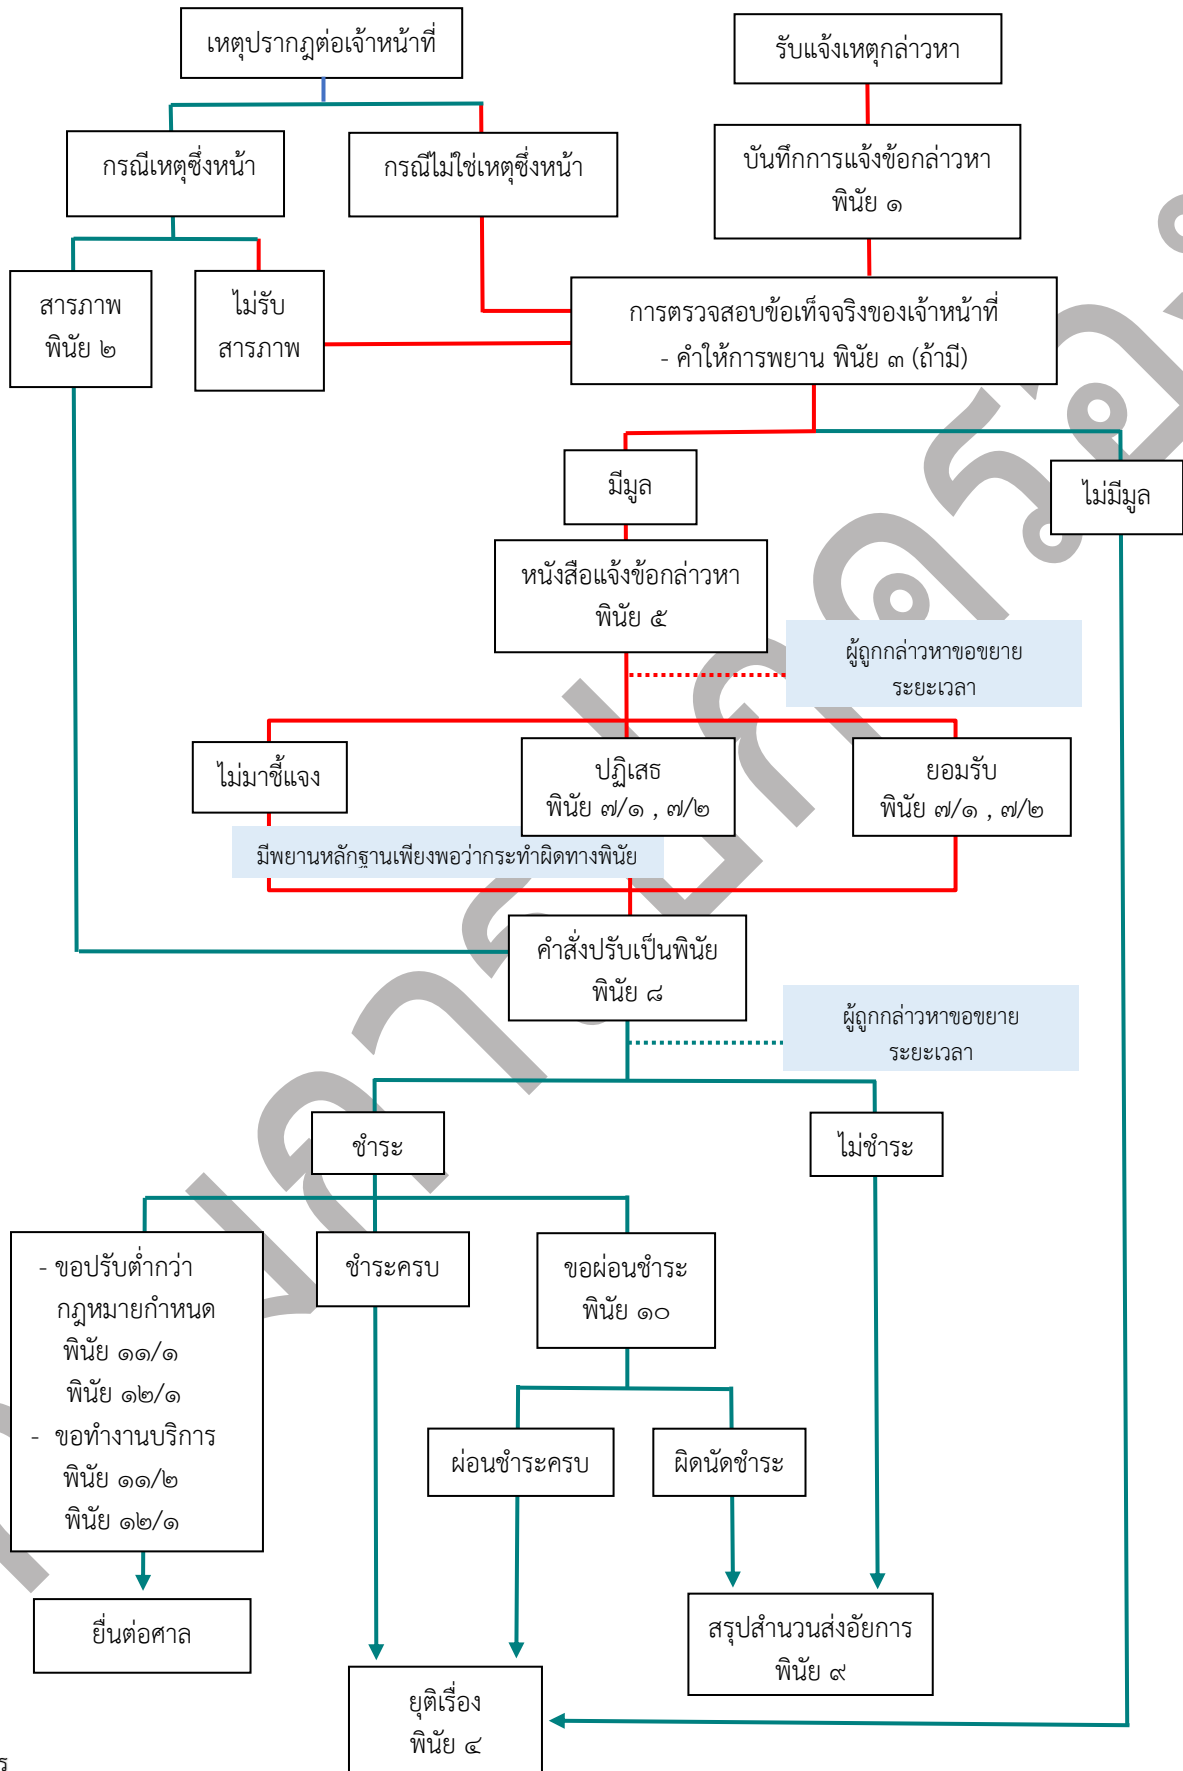 เหตุปรากฏต่อเจ้าหน้าที่
รับแจ้งเหตุกล่าวหา
กรณีเหตุซึ่งหน้า
กรณีไม่ใช่เหตุซึ่งหน้า
บันทึกการแจ้งข้อกล่าวหา
พินัย ๑
สารภาพ
พินัย ๒
ไม่รับ
สารภาพ
การตรวจสอบข้อเท็จจริงของเจ้าหน้าที่
- คำให้การพยาน พินัย ๓ (ถ้ามี)
มีมูล
ไม่มีมูล
หนังสือแจ้งข้อกล่าวหา
พินัย ๕
ผู้ถูกกล่าวหาขอขยาย
ระยะเวลา
ไม่มาชี้แจง
ปฏิเสธ
พินัย ๗/๑ , ๗/๒
ยอมรับ
พินัย ๗/๑ , ๗/๒
มีพยานหลักฐานเพียงพอว่ากระทำผิดทางพินัย
คำสั่งปรับเป็นพินัย
พินัย ๘
ผู้ถูกกล่าวหาขอขยาย
ระยะเวลา
ชำระ
ไม่ชำระ
- ขอปรับต่ำกว่า
กฎหมายกำหนด
พินัย ๑๑/๑
พินัย ๑๒/๑
- ขอทำงานบริการ
พินัย ๑๑/๒
พินัย ๑๒/๑
ชำระครบ
ขอผ่อนชำระ
พินัย ๑๐
ผ่อนชำระครบ
ผิดนัดชำระ
ยื่นต่อศาล
สรุปสำนวนส่งอัยการ
พินัย ๙
ยุติเรื่อง
พินัย ๔
ร